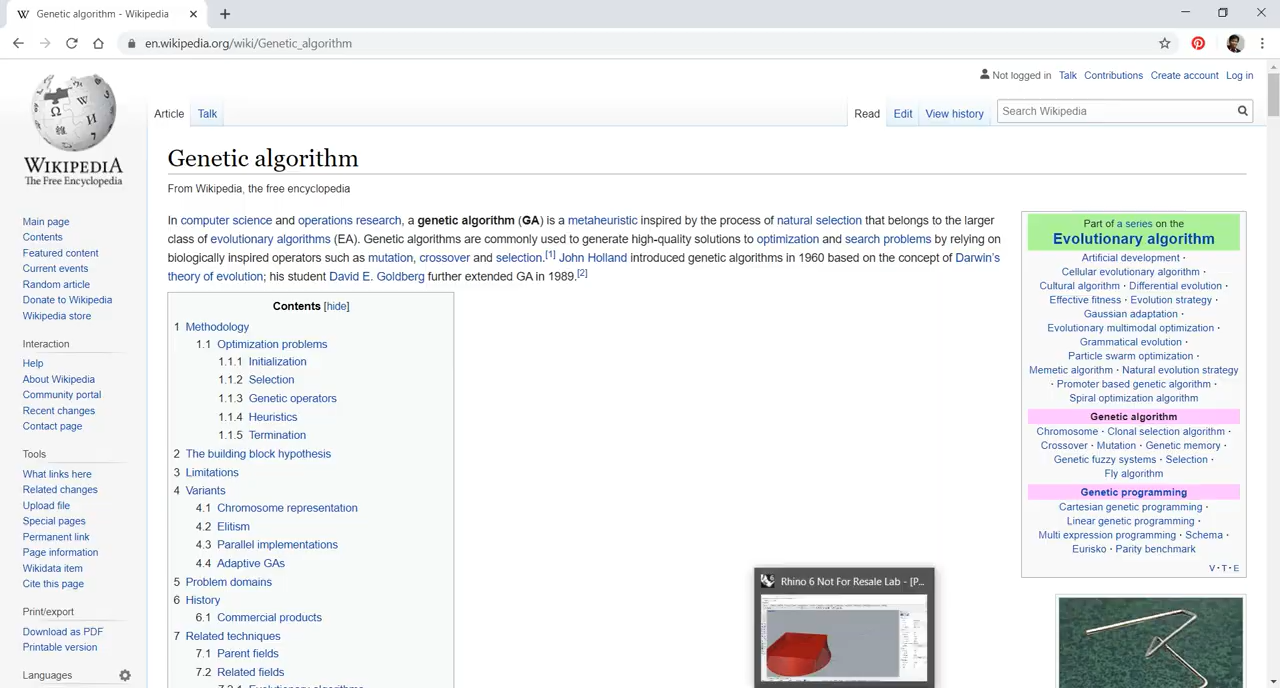 Genetic algorithm - Wikipedia
en.wikipedia.org/wiki/Genetic_algorithm
Not logged in Talk Contributions Create account Log in
Article Talk Read Edit View history Search Wikipedia
WIKIPEDIA
The Free Encyclopedia
Main page
Contents
Featured content
Current events
Random article
Donate to Wikipedia
Wikipedia store
Interaction
Help
About Wikipedia
Community portal
Recent changes
Contact page
Tools
What links here
Related changes
Upload file
Special pages
Permanent link
Page information
Wikidata item
Cite this page
Print/export
Download as PDF
Printable version
Languages
Genetic algorithm
From Wikipedia, the free encyclopedia
In computer science and operations research, a genetic algorithm (GA) is a metaheuristic inspired by the process of natural selection that belongs to the larger
class of evolutionary algorithms (EA). Genetic algorithms are commonly used to generate high-quality solutions to optimization and search problems by relying on
biologically inspired operators such as mutation, crossover and selection.[1] John Holland introduced genetic algorithms in 1960 based on the concept of Darwin's
theory of evolution; his student David E. Goldberg further extended GA in 1989.[2]
Contents [hide]
1 Methodology
1.1 Optimization problems
1.1.1 Initialization
1.1.2 Selection
1.1.3 Genetic operators
1.1.4 Heuristics
1.1.5 Termination
2 The building block hypothesis
3 Limitations
4 Variants
4.1 Chromosome representation
4.2 Elitism
4.3 Parallel implementations
4.4 Adaptive GAs
5 Problem domains
6 History
6.1 Commercial products
7 Related techniques
7.1 Parent fields
7.2 Related fields
7.2.1 Evolutionary algorithms
Part of a series on the
Evolutionary algorithm
Artificial development ·
Cellular evolutionary algorithm ·
Cultural algorithm · Differential evolution ·
Effective fitness · Evolution strategy ·
Gaussian adaptation ·
Evolutionary multimodal optimization ·
Grammatical evolution ·
Particle swarm optimization ·
Memetic algorithm · Natural evolution strategy
· Promoter based genetic algorithm ·
Spiral optimization algorithm
Genetic algorithm
Chromosome · Clonal selection algorithm ·
Crossover · Mutation · Genetic memory ·
Genetic fuzzy systems · Selection ·
Fly algorithm
Genetic programming
Cartesian genetic programming ·
Linear genetic programming ·
Multi expression programming · Schema ·
Eurisko · Parity benchmark
V · T · E
Rhino 6 Not For Resale Lab - [P...